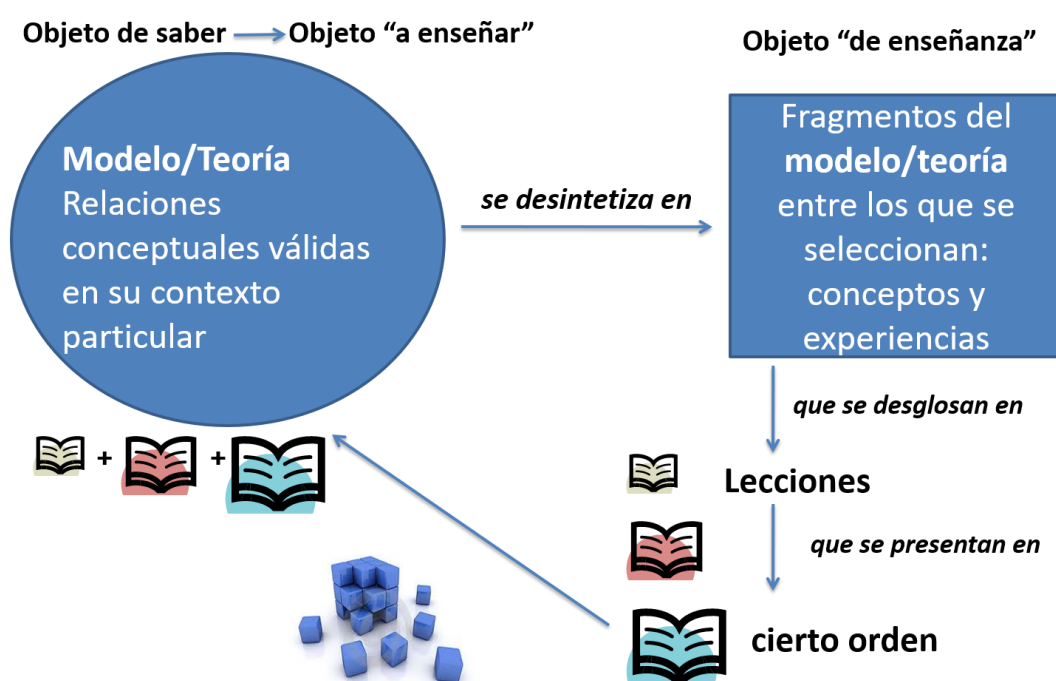 Objeto de saber → Objeto “a enseñar”
Objeto “de enseñanza”
Modelo/Teoría
Relaciones
conceptuales válidas
en su contexto
particular
se desintetiza en
Fragmentos del
modelo/teoría
entre los que se
seleccionan:
conceptos y
experiencias
que se desglosan en
+ +
Lecciones
que se presentan en
cierto orden